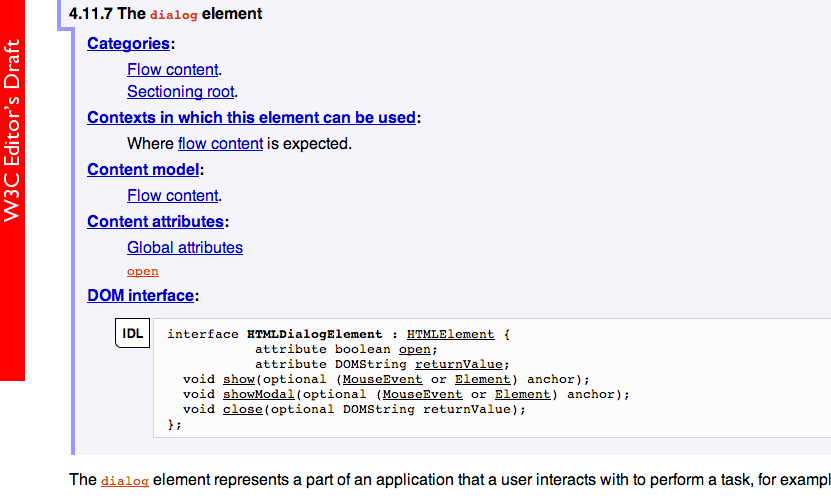 4.11.7 The dialog element
W3C Editor's Draft
Categories:
Flow content.
Sectioning root.
Contexts in which this element can be used:
Where flow content is expected.
Content model:
Flow content.
Content attributes:
Global attributes
open
DOM interface:
IDL
interface HTMLDialogElement : HTMLElement {
attribute boolean open;
attribute DOMString returnValue;
void show(optional (MouseEvent or Element) anchor);
void showModal(optional (MouseEvent or Element) anchor);
void close(optional DOMString returnValue);
};
The dialog element represents a part of an application that a user interacts with to perform a task, for exampl